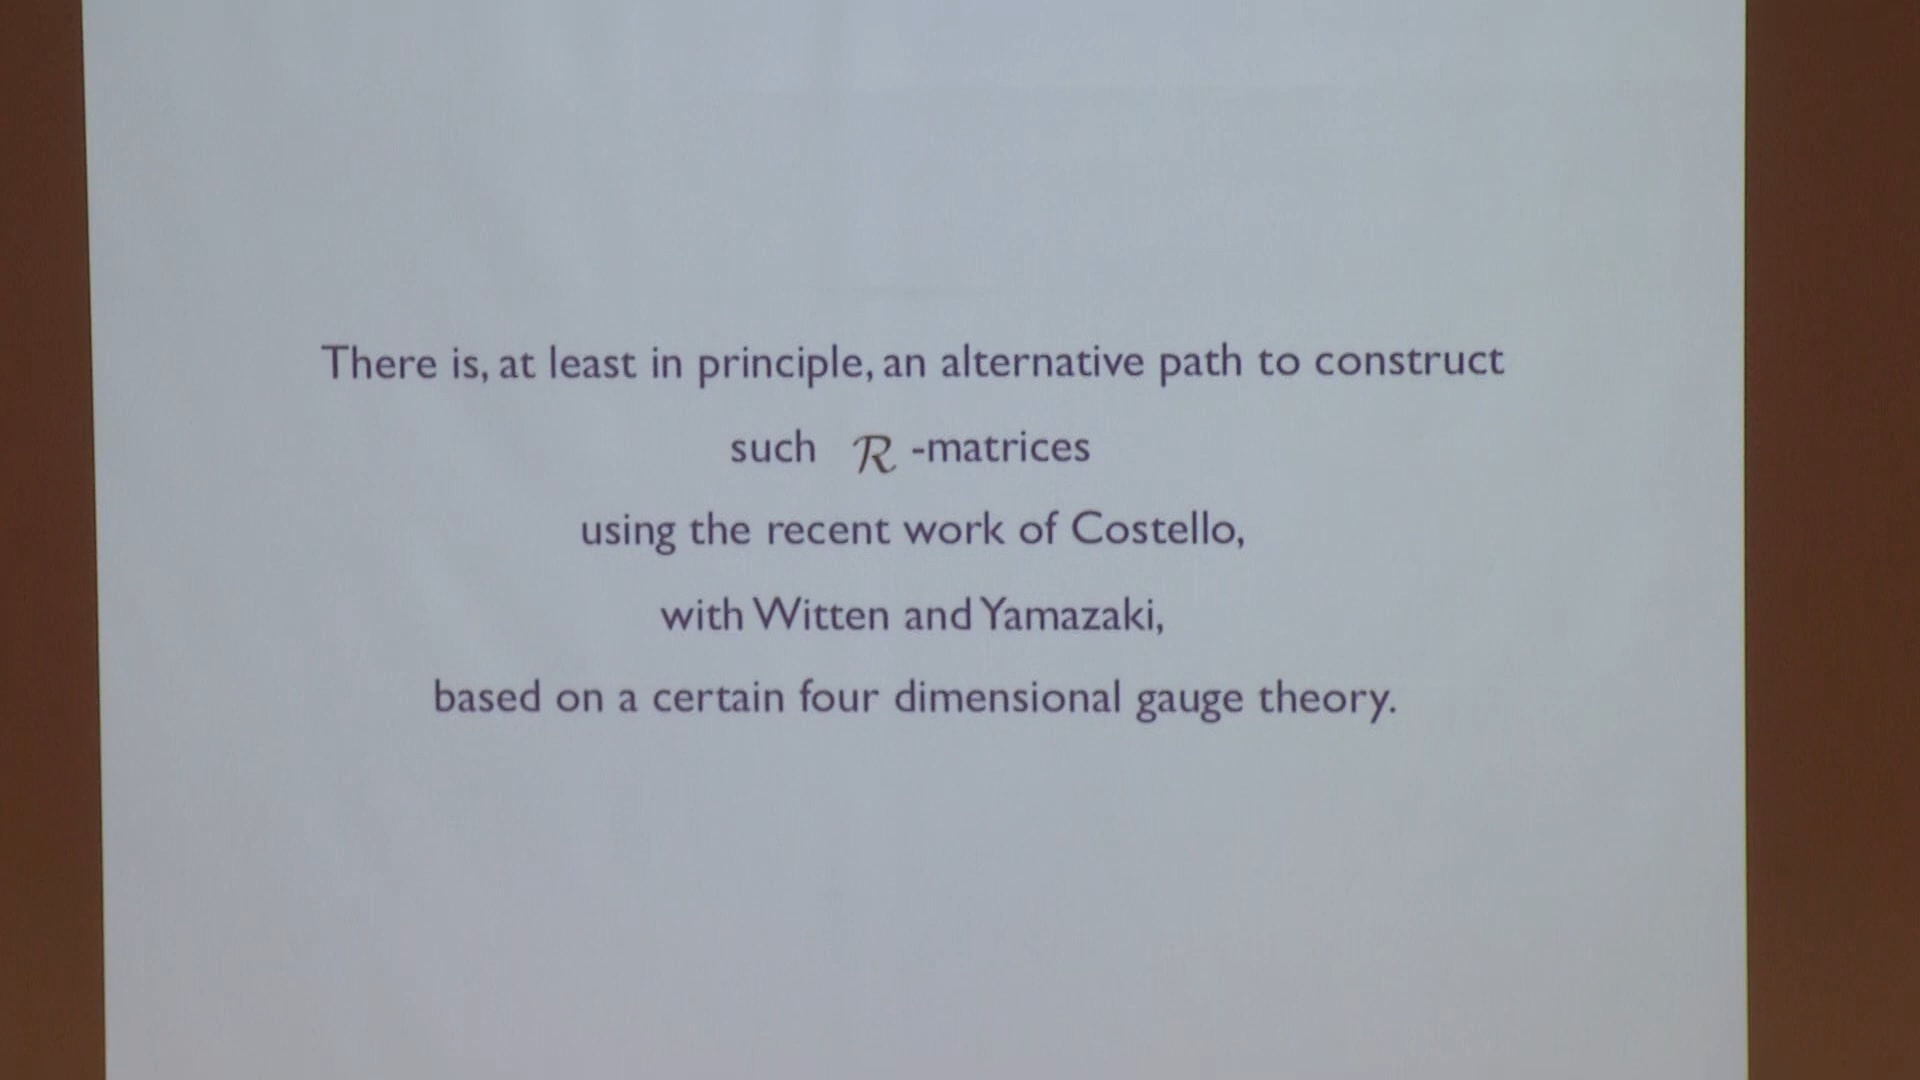 There is, at least in principle, an alternative path to construct
such ℛ -matrices
using the recent work of Costello,
with Witten and Yamazaki,
based on a certain four dimensional gauge theory.